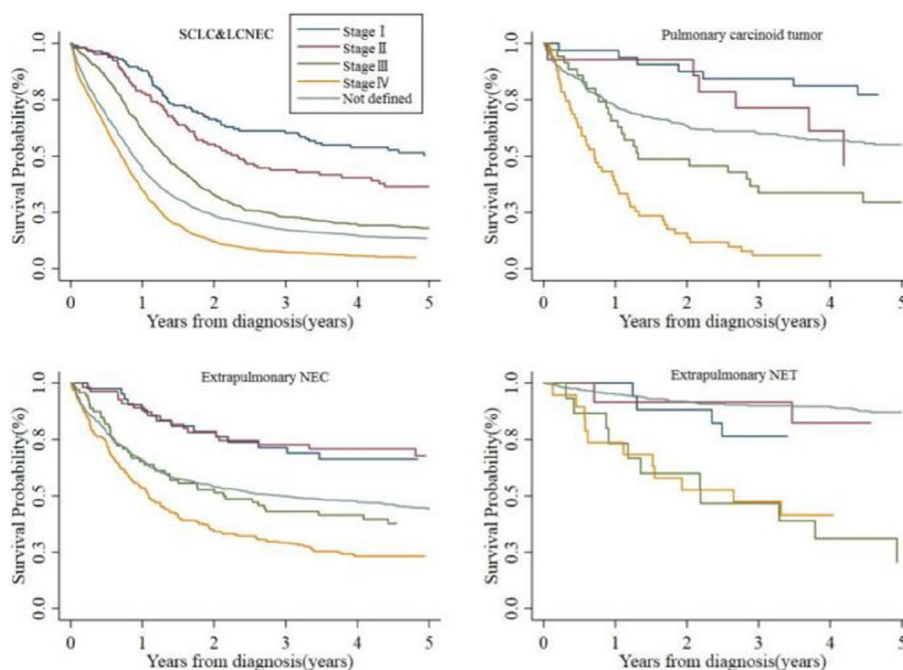 SCLC&LCNEC
Stage Ⅰ
Stage Ⅱ
Stage Ⅲ
Stage Ⅳ
Not defined
Survival Probability(%)
1.0
0.8
0.5
0.3
0.0
0 1 2 3 4 5
Years from diagnosis(years)
Pulmonary carcinoid tumor
Survival Probability(%)
1.0
0.8
0.5
0.3
0.0
0 1 2 3 4 5
Years from diagnosis(years)
Extrapulmonary NEC
Survival Probability(%)
1.0
0.8
0.5
0.3
0.0
0 1 2 3 4 5
Years from diagnosis(years)
Extrapulmonary NET
Survival Probability(%)
1.0
0.8
0.5
0.3
0.0
0 1 2 3 4 5
Years from diagnosis(years)